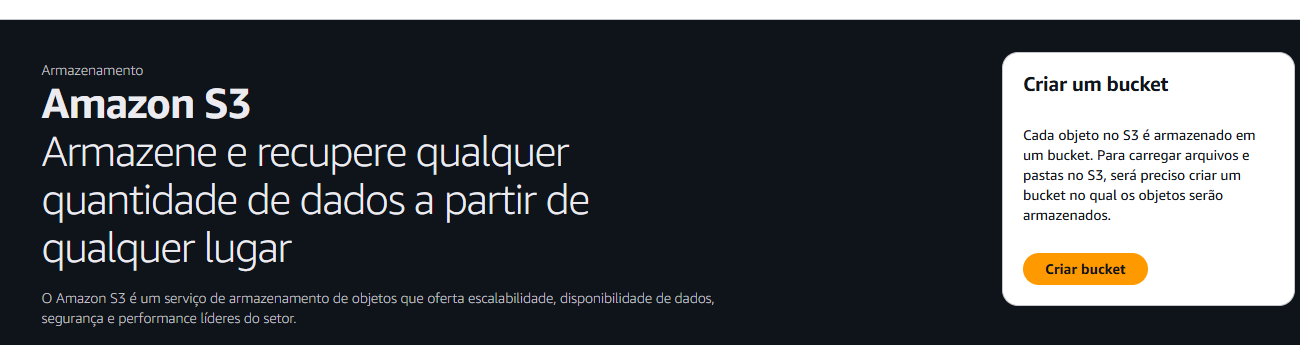 Armazenamento
Amazon S3
Armazene e recupere qualquer
quantidade de dados a partir de
qualquer lugar
O Amazon S3 é um serviço de armazenamento de objetos que oferta escalabilidade, disponibilidade de dados,
segurança e performance líderes do setor.
Criar um bucket
Cada objeto no S3 é armazenado em
um bucket. Para carregar arquivos e
pastas no S3, será preciso criar um
bucket no qual os objetos serão
armazenados.
Criar bucket